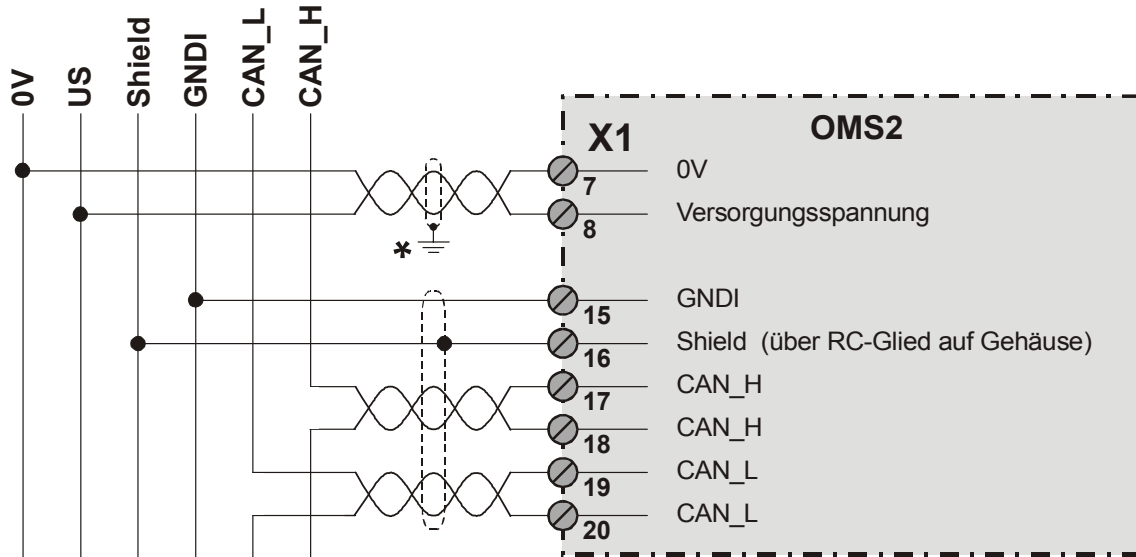 0V
US
Shield
GNDI
CAN_L
CAN_H
X1
OMS2
7
0V
8
Versorgungsspannung
*
15
GNDI
16
Shield (über RC-Glied auf Gehäuse)
17
CAN_H
18
CAN_H
19
CAN_L
20
CAN_L